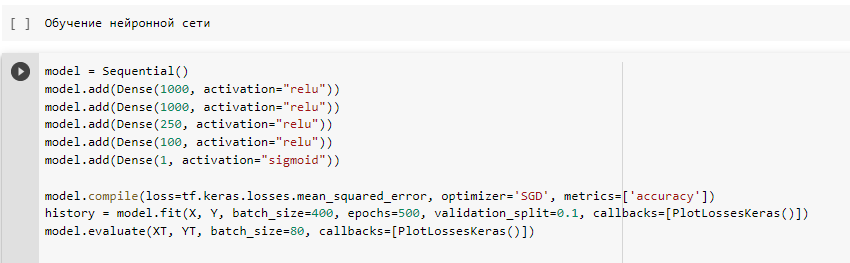 [ ] Обучение нейронной сети
model = Sequential()
model.add(Dense(1000, activation="relu"))
model.add(Dense(1000, activation="relu"))
model.add(Dense(250, activation="relu"))
model.add(Dense(100, activation="relu"))
model.add(Dense(1, activation="sigmoid"))
model.compile(loss=tf.keras.losses.mean_squared_error, optimizer='SGD', metrics=['accuracy'])
history = model.fit(X, Y, batch_size=400, epochs=500, validation_split=0.1, callbacks=[PlotLossesKeras()])
model.evaluate(XT, YT, batch_size=80, callbacks=[PlotLossesKeras()])